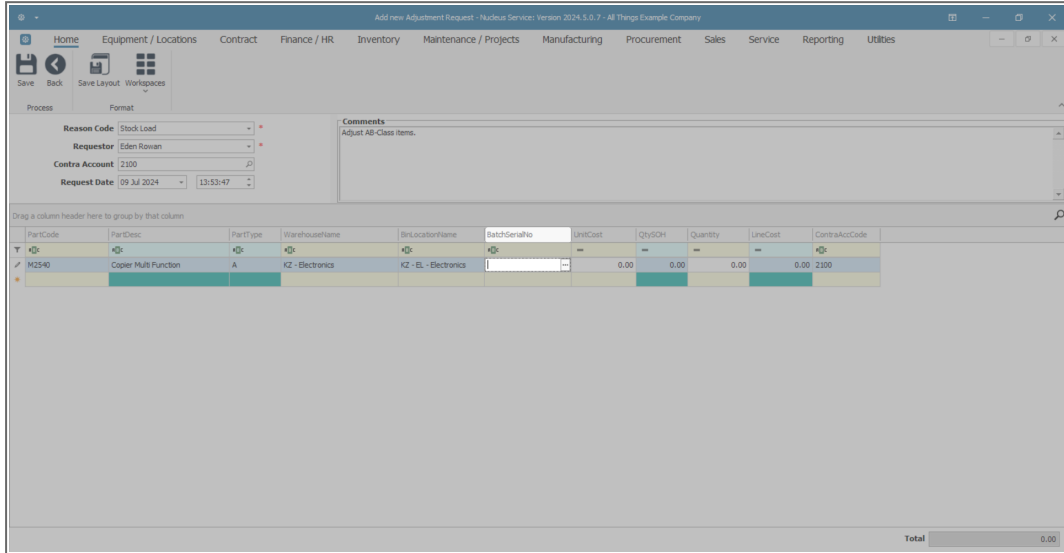 Add new Adjustment Request - Nucleus Service: Version 2024.5.0.7 - All Things Example Company
Home Equipment / Locations Contract Finance / HR Inventory Maintenance / Projects Manufacturing Procurement Sales Service Reporting Utilities
Save Back Save Layout Workspaces
Process Format
Reason Code Stock Load *
Requestor Eden Rowan *
Contra Account 2100
Request Date 09 Jul 2024 13:53:47
Comments
Adjust AB-Class items.
Drag a column header here to group by that column
PartCode PartDesc PartType WarehouseName BinLocationName BatchSerialNo UnitCost QtySOH Quantity LineCost ContraAccCode
M2540 Copier Multi Function A KZ - Electronics KZ - EL - Electronics ... 0.00 0.00 0.00 0.00 2100
Total 0.00